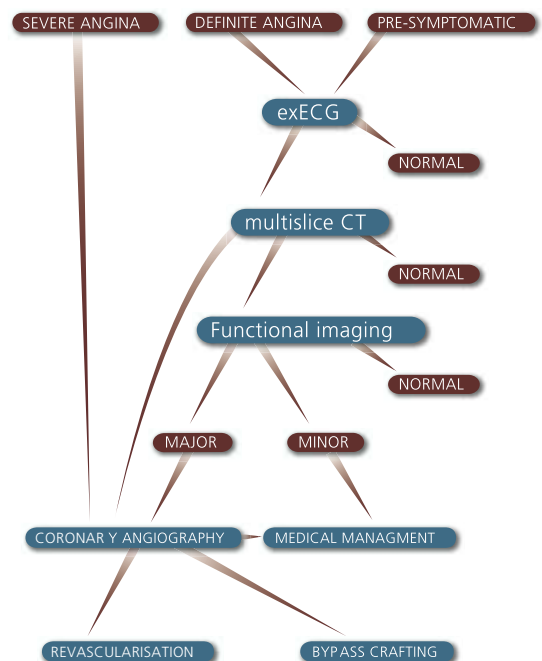 SEVERE ANGINA
DEFINITE ANGINA
PRE-SYMPTOMATIC
exECG
NORMAL
multislice CT
NORMAL
Functional imaging
NORMAL
MAJOR
MINOR
CORONAR Y ANGIOGRAPHY
MEDICAL MANAGMENT
REVASCULARISATION
BYPASS CRAFTING